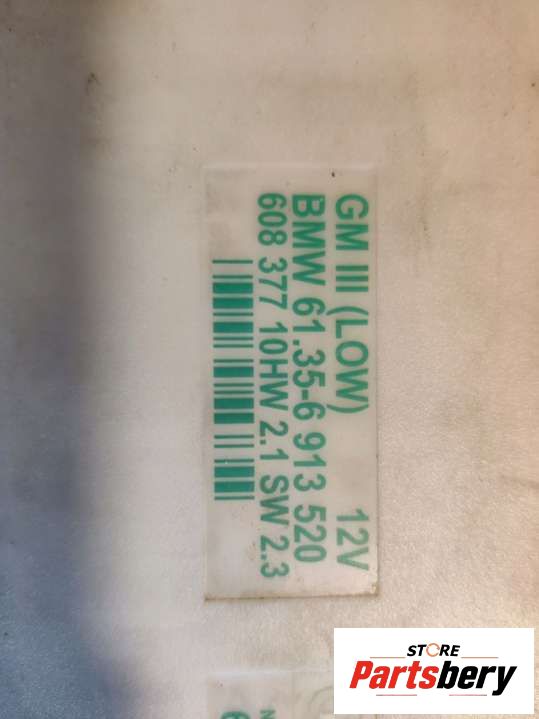 GM III (LOW) 12V
BMW 61.35-6 913 520
608 377 10HW 2.1 SW 2.3
STORE
Partsbery